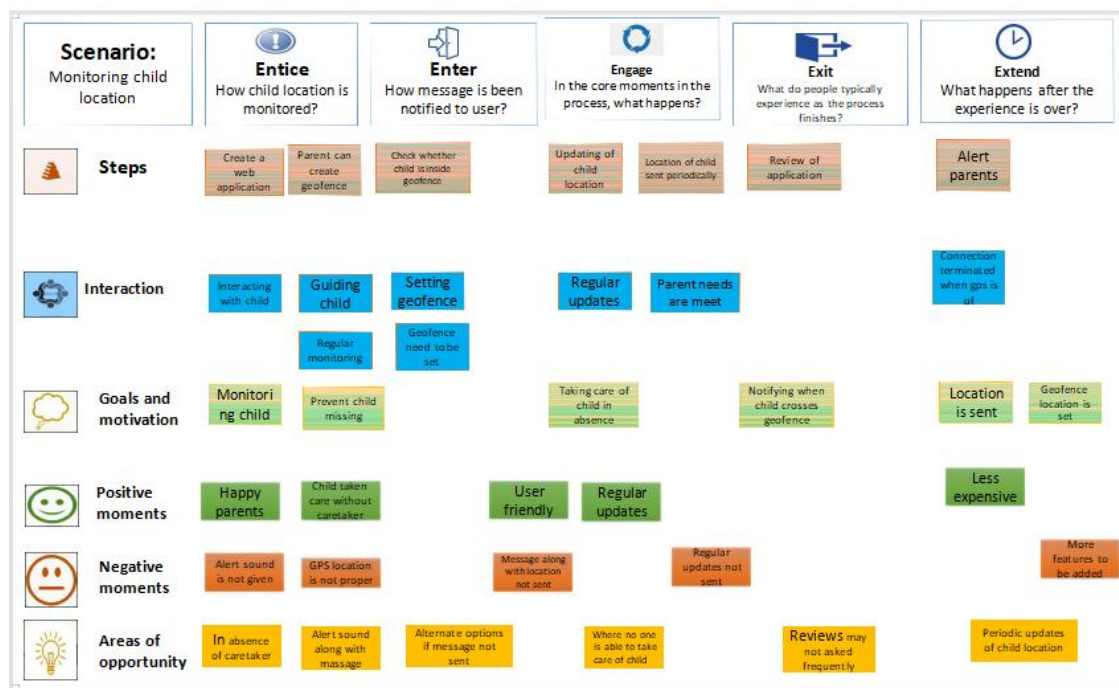 Scenario:
Monitoring child
location
Entice
How child location is
monitored?
Enter
How message is been
notified to user?
Engage
In the core moments in the
process, what happens?
Exit
What do people typically
experience as the process
finishes?
Extend
What happens after the
experience is over?
Steps
Create a
web
application
Parent can
create
geofence
Check whether
child is inside
geofence
Updating of
child
location
Location of child
sent periodically
Review of
application
Alert
parents
Interaction
Interacting
with child
Guiding
child
Setting
geofence
Regular
updates
Parent needs
are meet
Connection
terminated
when gps is
of
Regular
monitoring
Geofence
need to be
set
Goals and
motivation
Monitori
ng child
Prevent child
missing
Taking care of
child in
absence
Notifying when
child crosses
geofence
Location
is sent
Geofence
location is
set
Positive
moments
Happy
parents
Child taken
care without
caretaker
User
friendly
Regular
updates
Less
expensive
Negative
moments
Alert sound
is not given
GPS location
is not proper
Message along
with location
not sent
Regular
updates not
sent
More
features to
be added
Areas of
opportunity
In absence
of caretaker
Alert sound
along with
massage
Alternate options
if message not
sent
Where no one
is able to take
care of child
Reviews may
not asked
frequently
Periodic updates
of child location